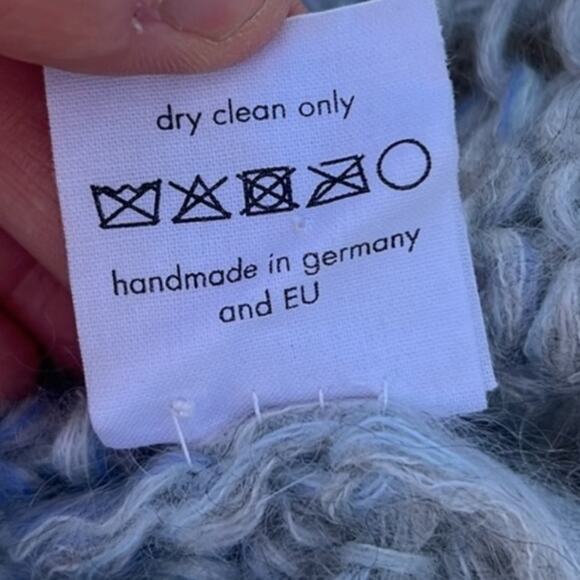 dry clean only
handmade in germany
and EU